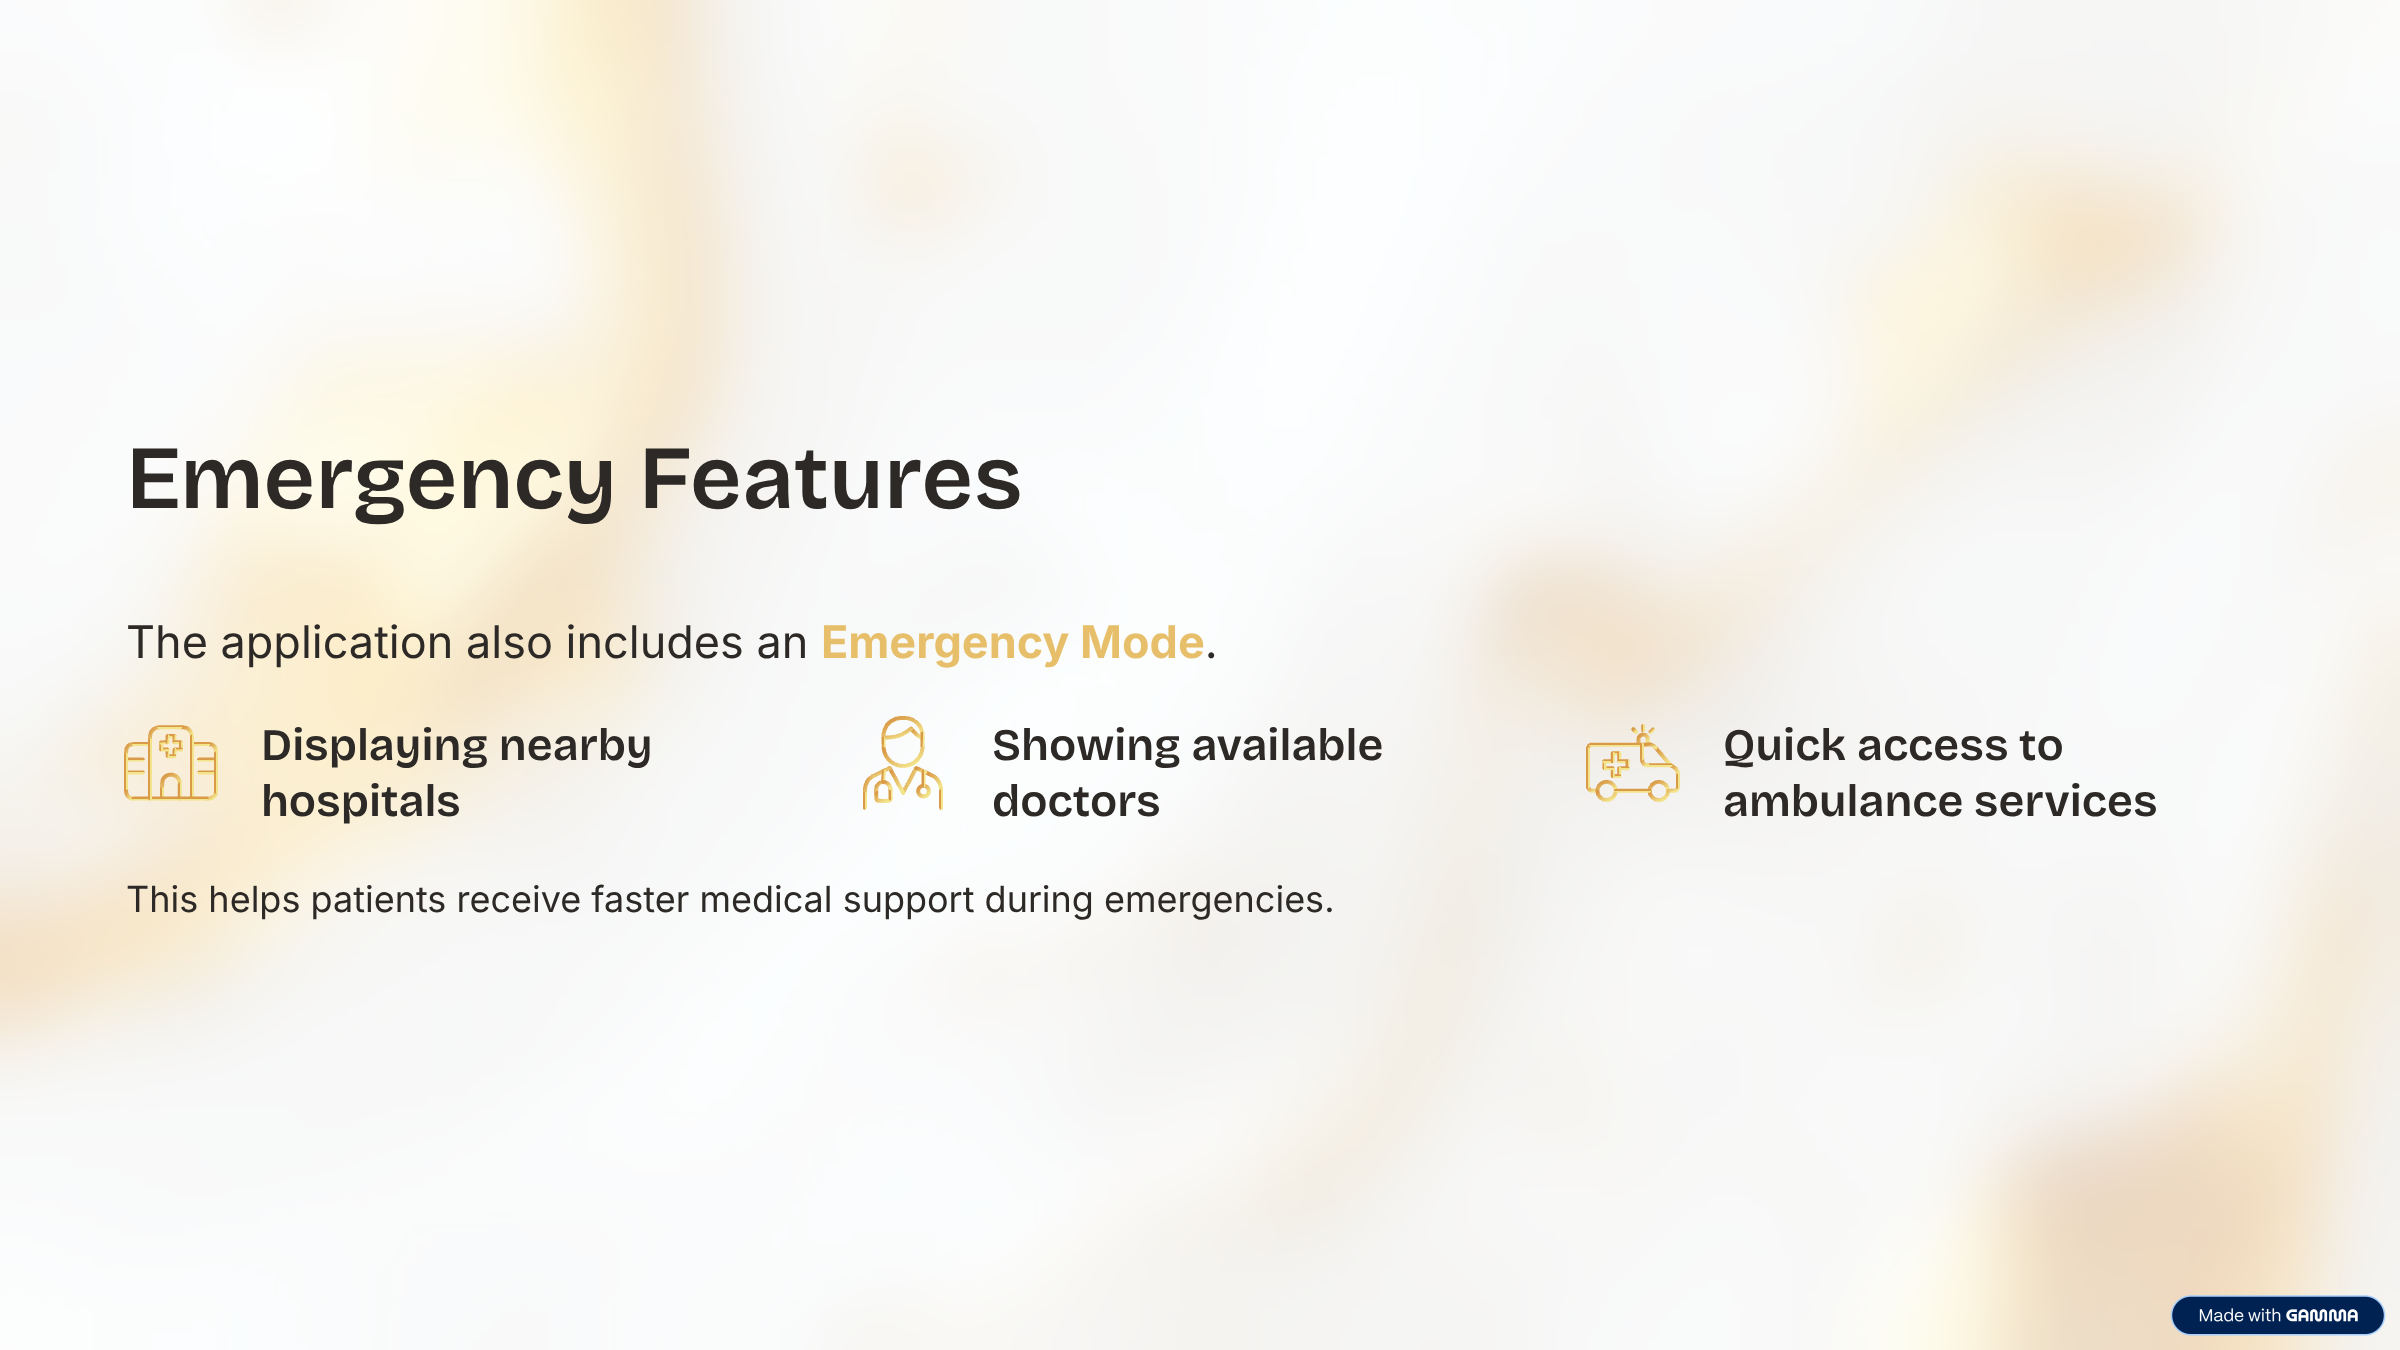 Emergency Features
The application also includes an Emergency Mode.
Displaying nearby
hospitals
Showing available
doctors
Quick access to
ambulance services
This helps patients receive faster medical support during emergencies.
Made with GAMMA